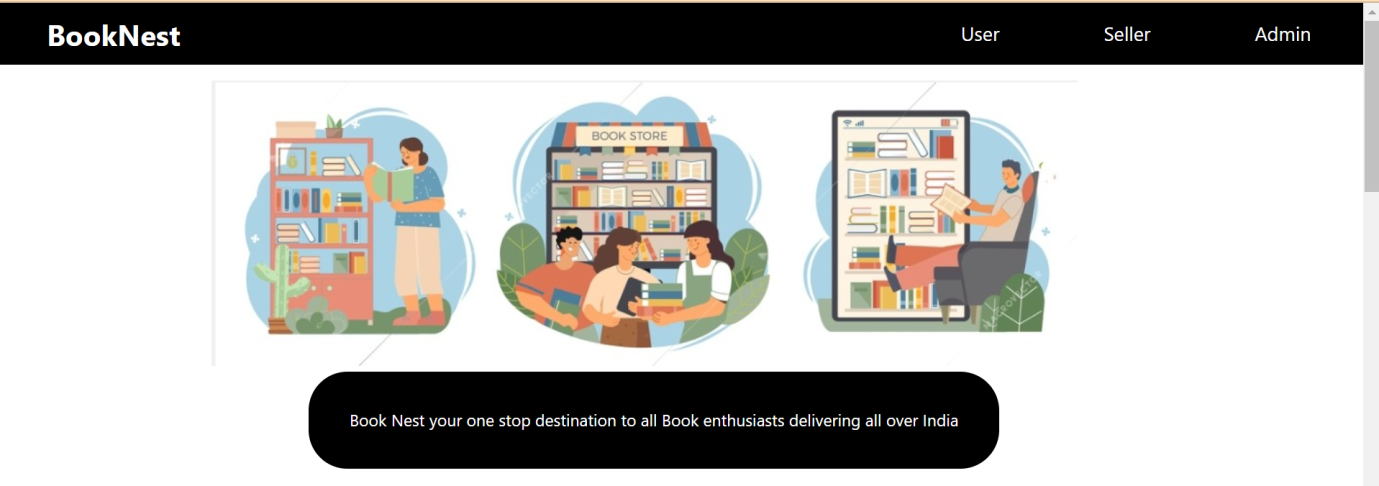 BookNest
User
Seller
Admin
BOOK STORE
Book Nest your one stop destination to all Book enthusiasts delivering all over India